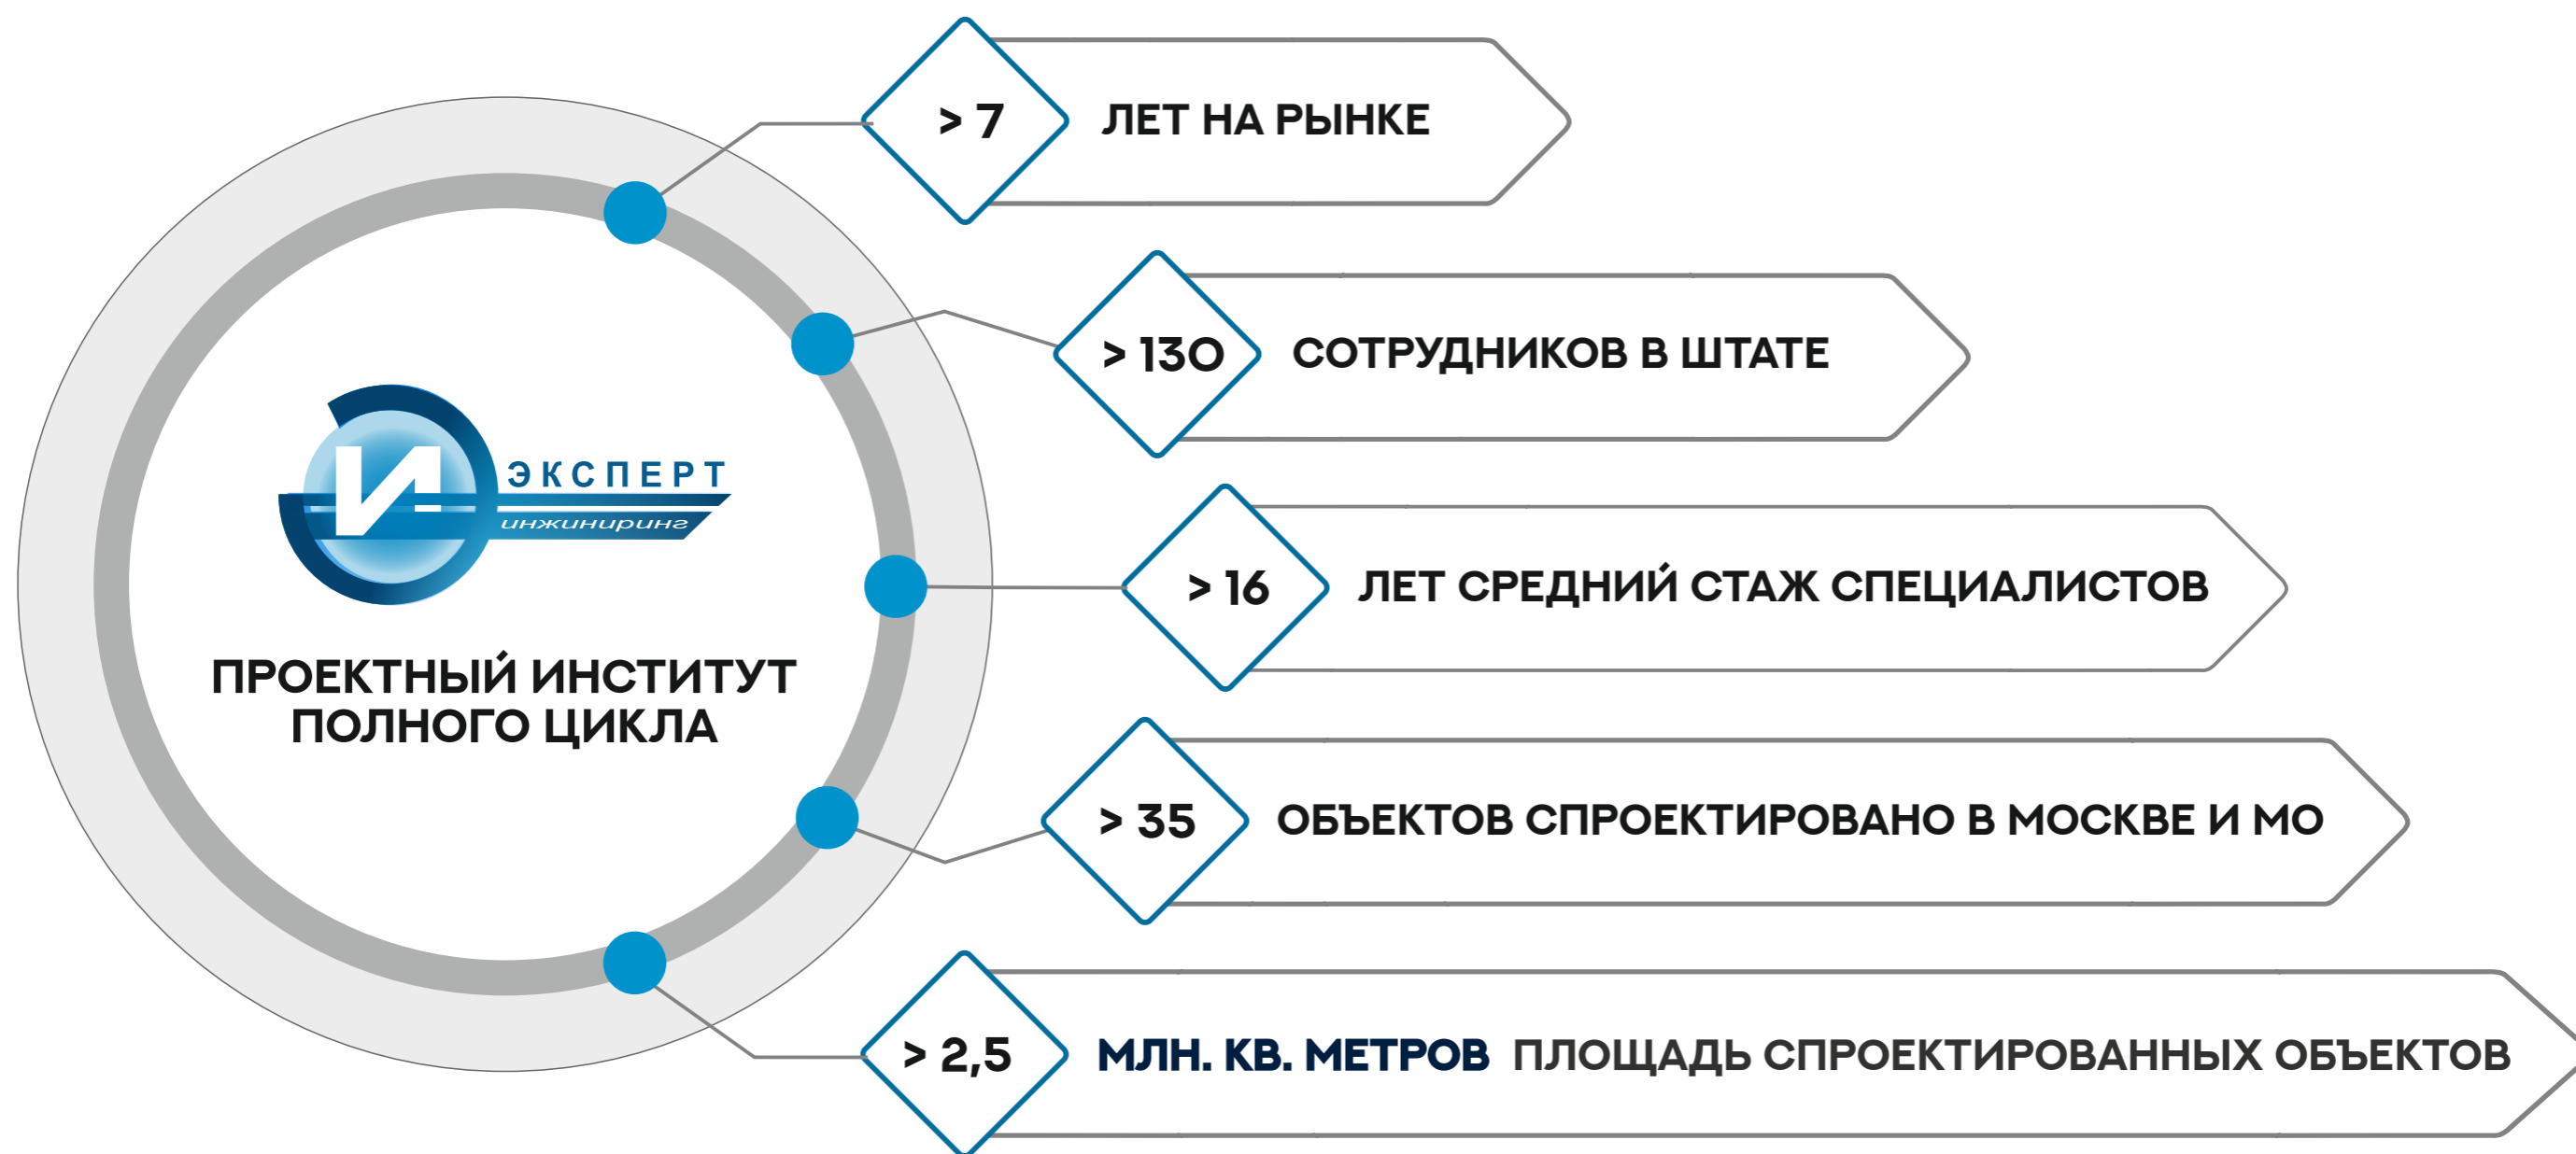 > 7 ЛЕТ НА РЫНКЕ
> 130 СОТРУДНИКОВ В ШТАТЕ
И-ЭКСПЕРТ
инжиниринг
> 16 ЛЕТ СРЕДНИЙ СТАЖ СПЕЦИАЛИСТОВ
ПРОЕКТНЫЙ ИНСТИТУТ
ПОЛНОГО ЦИКЛА
> 35 ОБЪЕКТОВ СПРОЕКТИРОВАНО В МОСКВЕ И МО
> 2,5 МЛН. КВ. МЕТРОВ ПЛОЩАДЬ СПРОЕКТИРОВАННЫХ ОБЪЕКТОВ